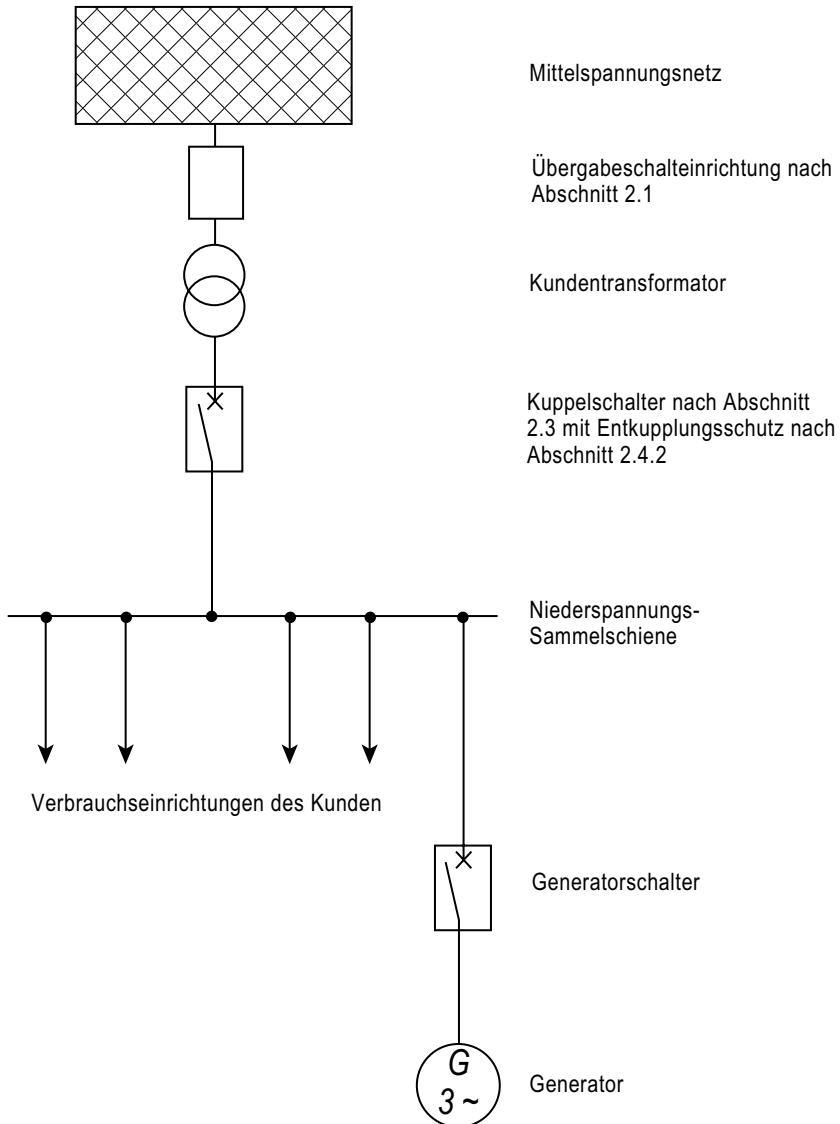 Mittelspannungsnetz
Übergabeschalteinrichtung nach
Abschnitt 2.1
Kundentransformator
Kuppelschalter nach Abschnitt
2.3 mit Entkupplungsschutz nach
Abschnitt 2.4.2
Niederspannungs-
Sammelschiene
Verbrauchseinrichtungen des Kunden
Generatorschalter
G
3 ~
Generator